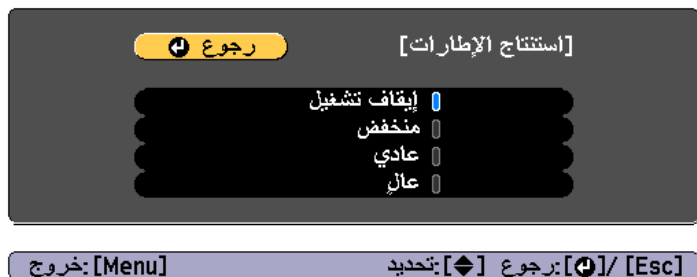 [استنتاج الإطارات] رجوع
إيقاف تشغيل
منخفض
عادي
عالٍ
[Esc] /[⏎]:رجوع [◆]:تحديد [Menu]:خروج